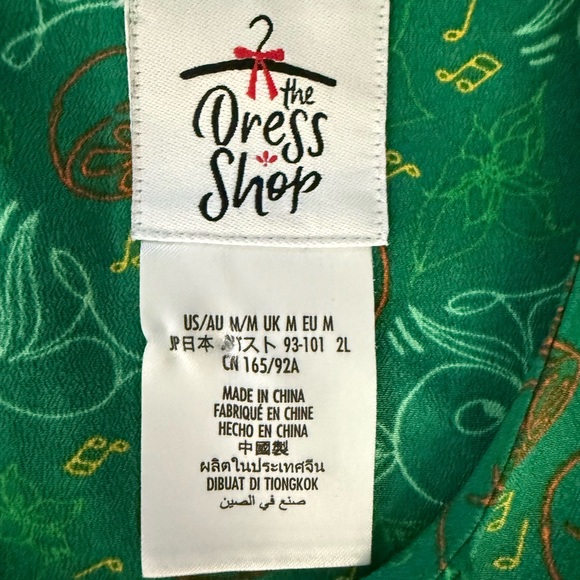 the
Dress
Shop
US/AU M/M UK M EU M
JP日本 スト 93-101 2L
CN 165/92A
MADE IN CHINA
FABRIQUÉ EN CHINE
HECHO EN CHINA
中國製
ผลิตในประเทศจีน
DIBUAT DI TIONGKOK
صنع في الصين